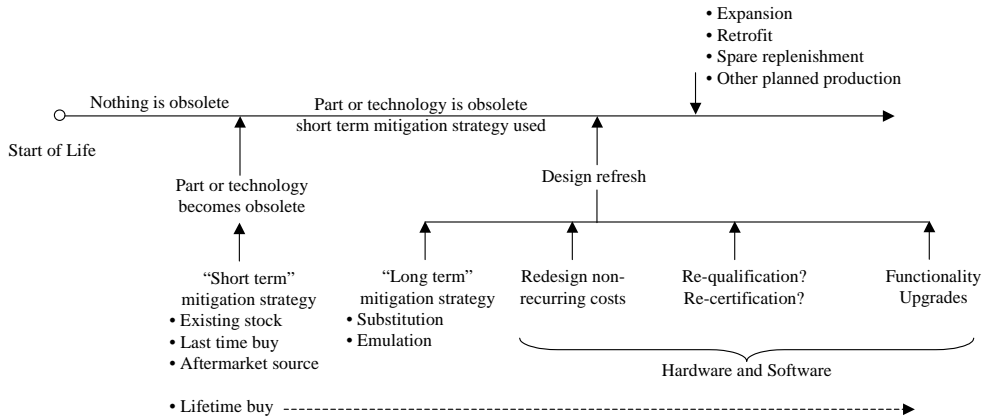 • Expansion
• Retrofit
• Spare replenishment
• Other planned production
Nothing is obsolete
Part or technology is obsolete
short term mitigation strategy used
Start of Life
Part or technology
becomes obsolete
Design refresh
“Short term”
mitigation strategy
• Existing stock
• Last time buy
• Aftermarket source
“Long term”
mitigation strategy
• Substitution
• Emulation
Redesign non-
recurring costs
Re-qualification?
Re-certification?
Functionality
Upgrades
Hardware and Software
• Lifetime buy